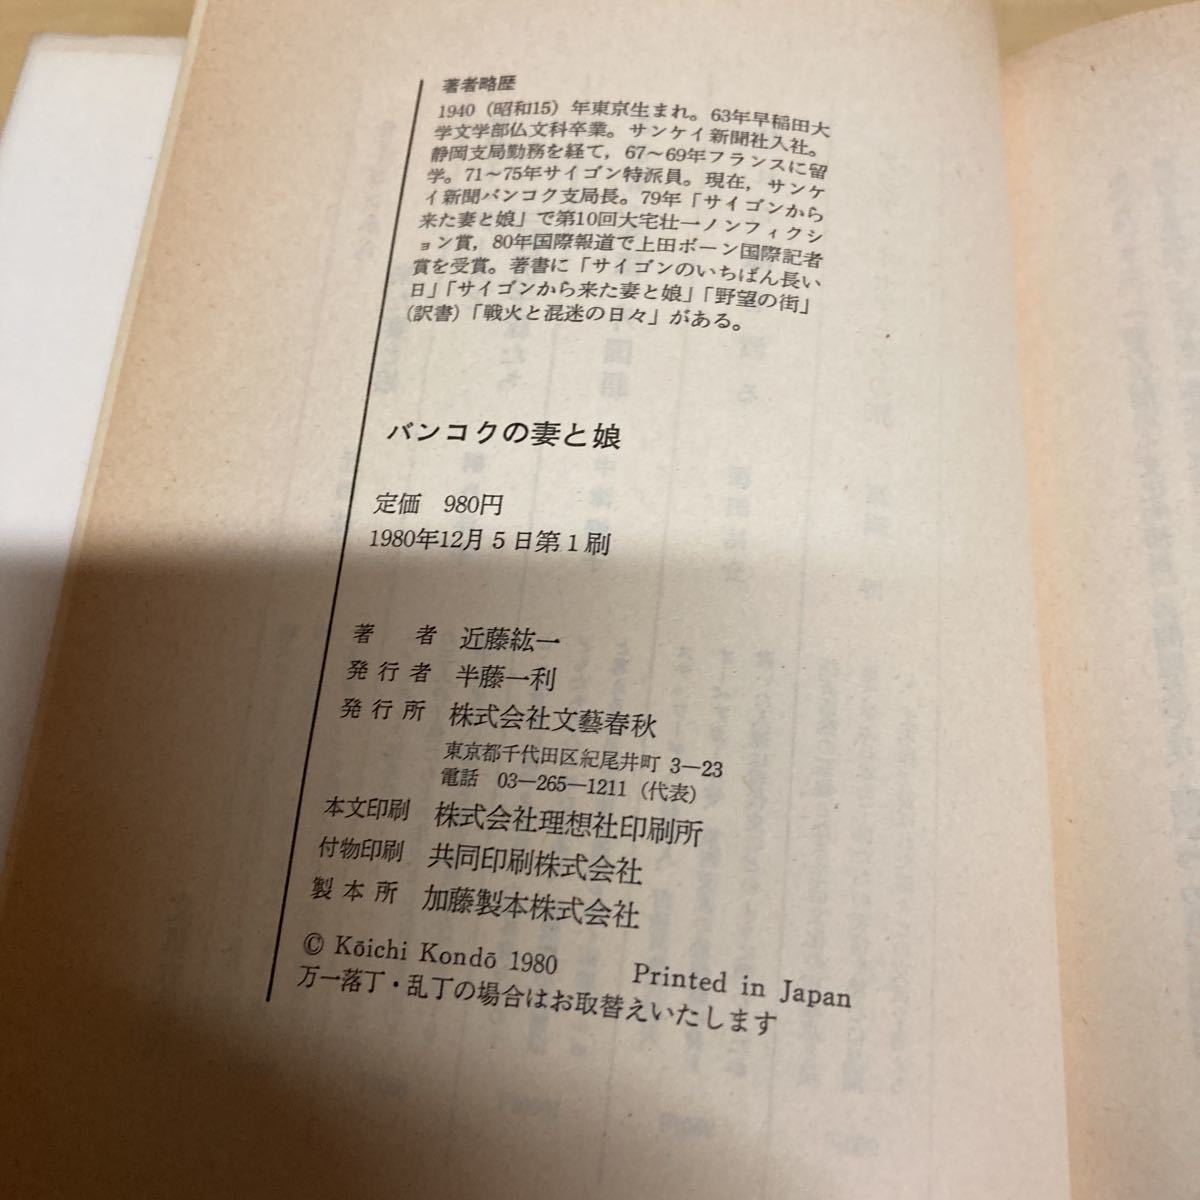 著者略歴
1940（昭和15）年東京生まれ。63年早稲田大
学文学部仏文科卒業。サンケイ新聞社入社。
静岡支局勤務を経て，67〜69年フランスに留
学。71〜75年サイゴン特派員。現在，サンケ
イ新聞バンコク支局長。79年「サイゴンから
来た妻と娘」で第10回大宅壮一ノンフィクシ
ョン賞，80年国際報道で上田ボーン国際記者
賞を受賞。著書に「サイゴンのいちばん長い
日」「サイゴンから来た妻と娘」「野望の街」
（訳書）「戦火と混迷の日々」がある。
バンコクの妻と娘
定価 980円
1980年12月5日第1刷
著者 近藤紘一
発行者 半藤一利
発行所 株式会社文藝春秋
東京都千代田区紀尾井町 3―23
電話 03―265―1211（代表）
本文印刷 株式会社理想社印刷所
付物印刷 共同印刷株式会社
製本所 加藤製本株式会社
© Kōichi Kondō 1980 Printed in Japan
万一落丁・乱丁の場合はお取替えいたします